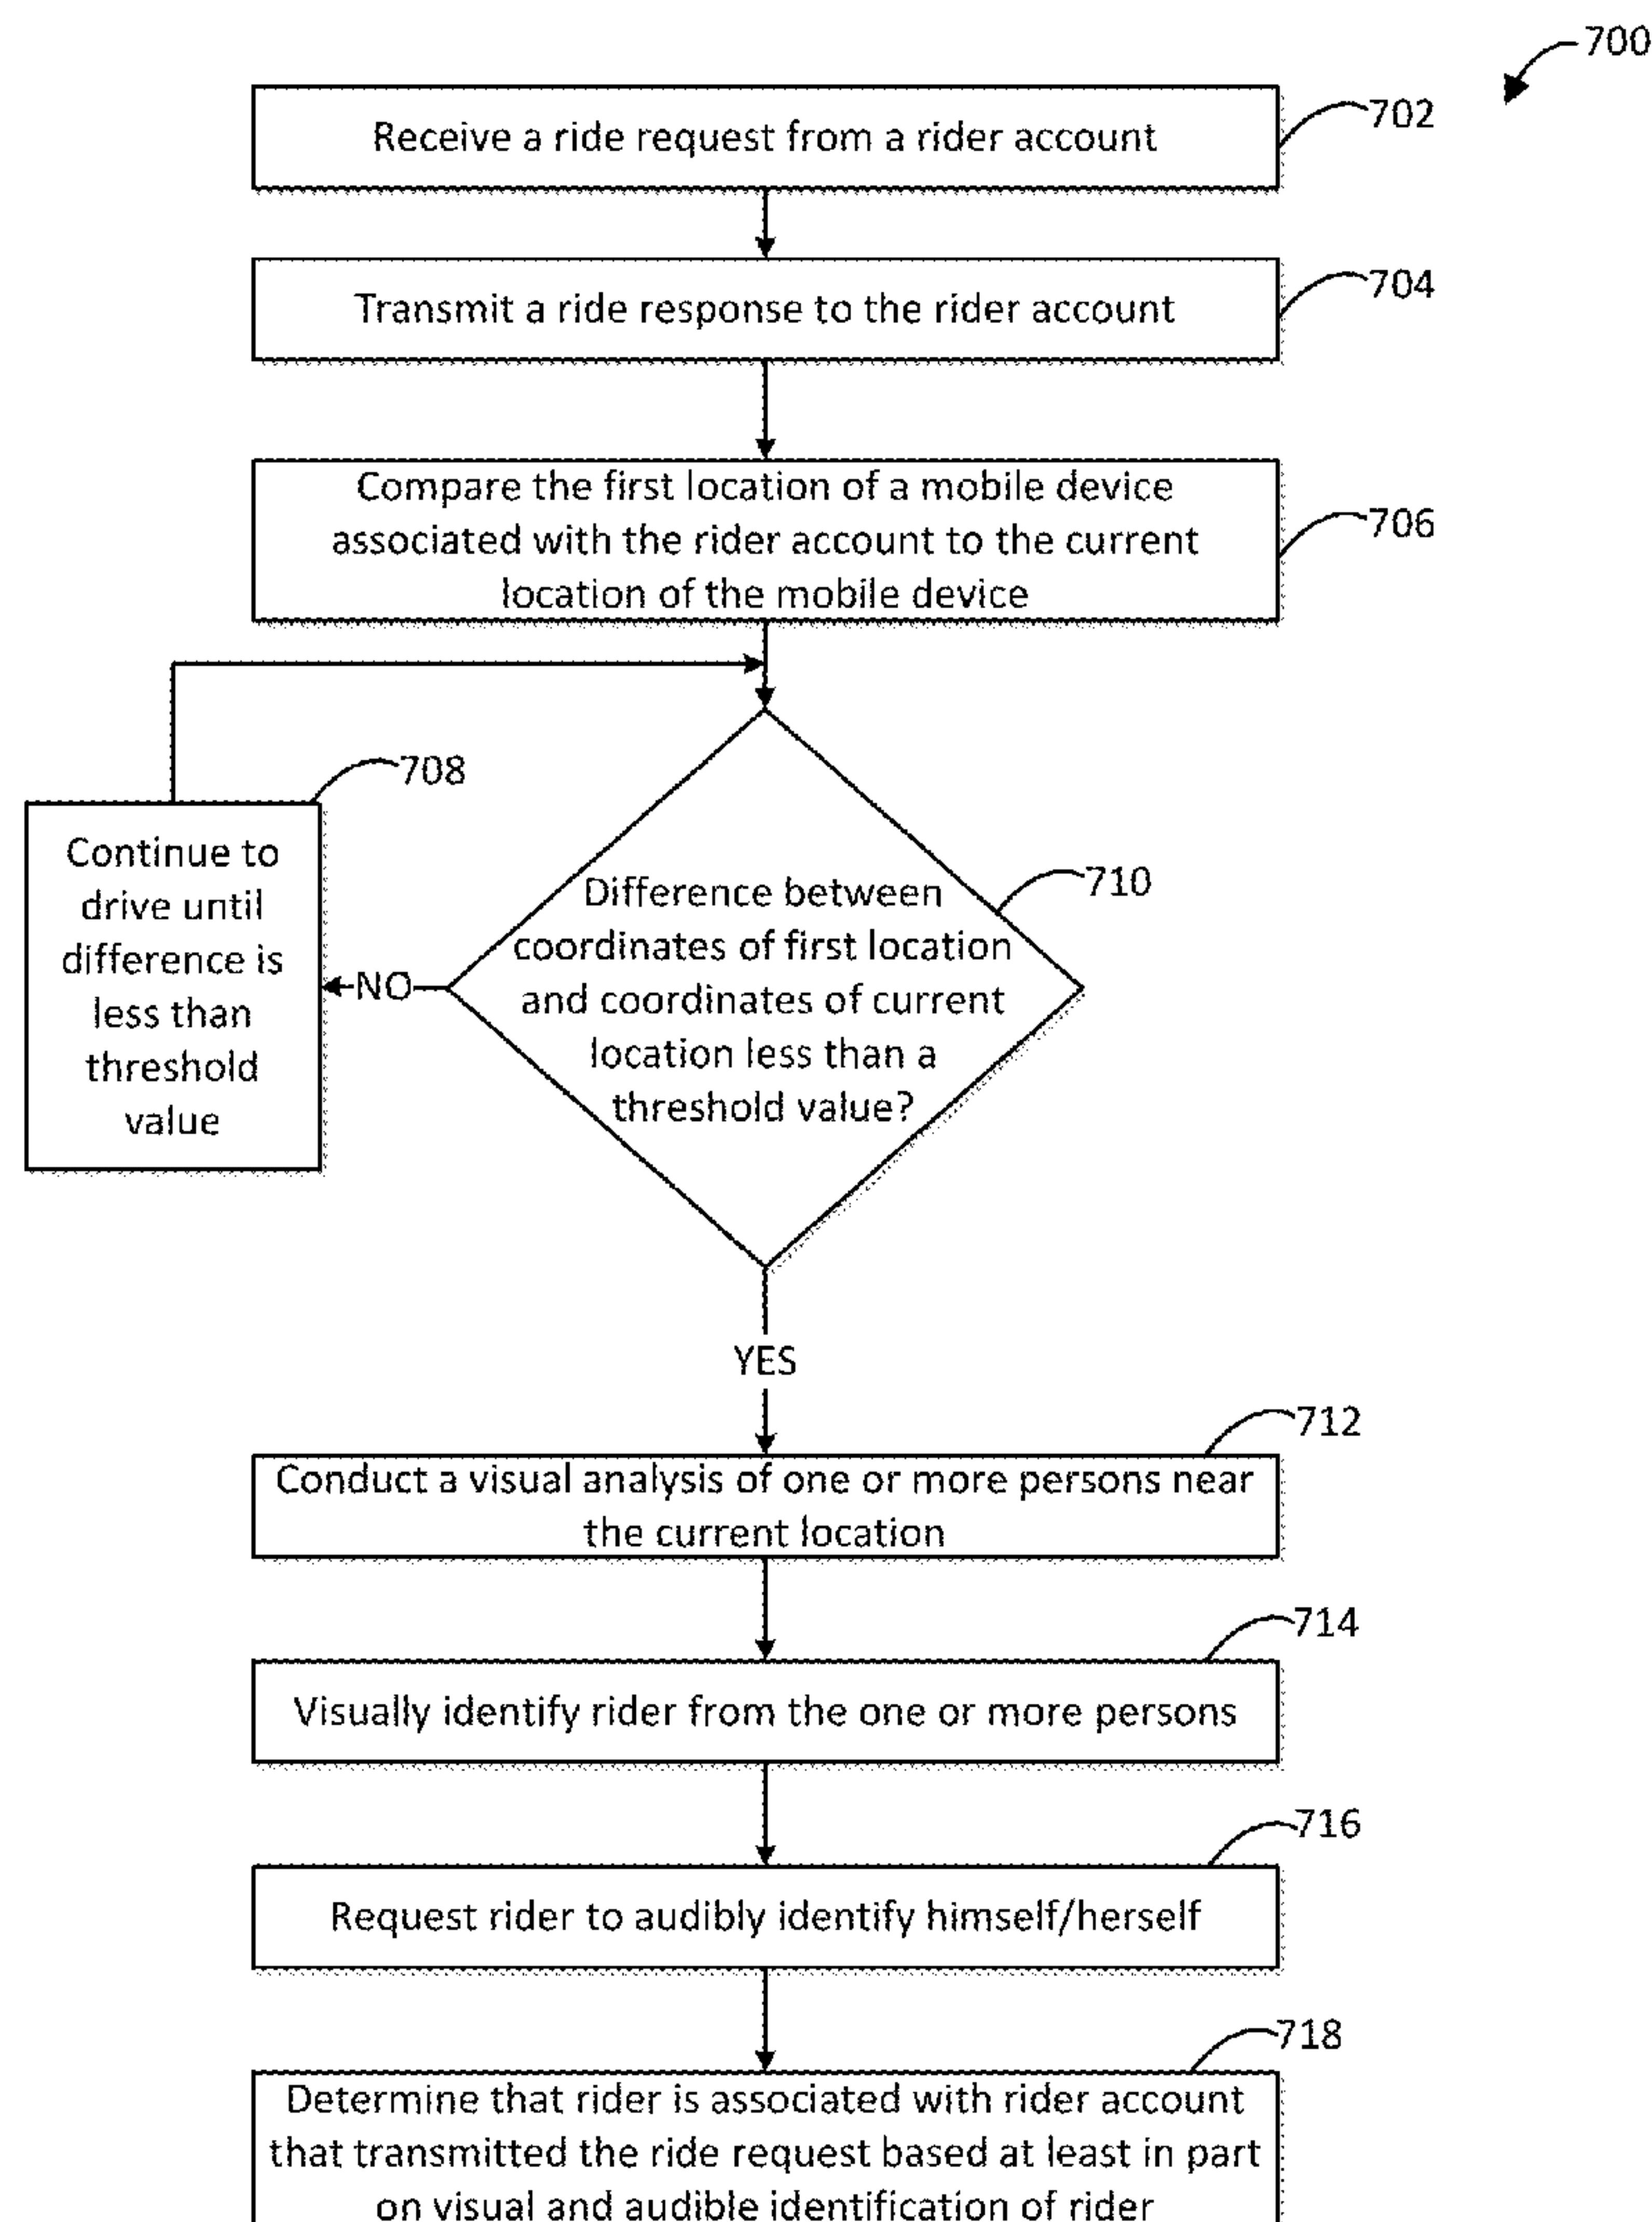 700
Receive a ride request from a rider account
702
Transmit a ride response to the rider account
704
Compare the first location of a mobile device
associated with the rider account to the current
location of the mobile device
706
708
Continue to
drive until
difference is
less than
threshold
value
NO
710
Difference between
coordinates of first location
and coordinates of current
location less than a
threshold value?
YES
712
Conduct a visual analysis of one or more persons near
the current location
714
Visually identify rider from the one or more persons
716
Request rider to audibly identify himself/herself
718
Determine that rider is associated with rider account
that transmitted the ride request based at least in part
on visual and audible identification of rider